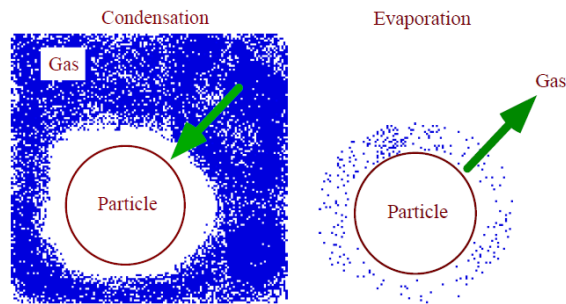 Condensation
Evaporation
Gas
Gas
Particle
Particle